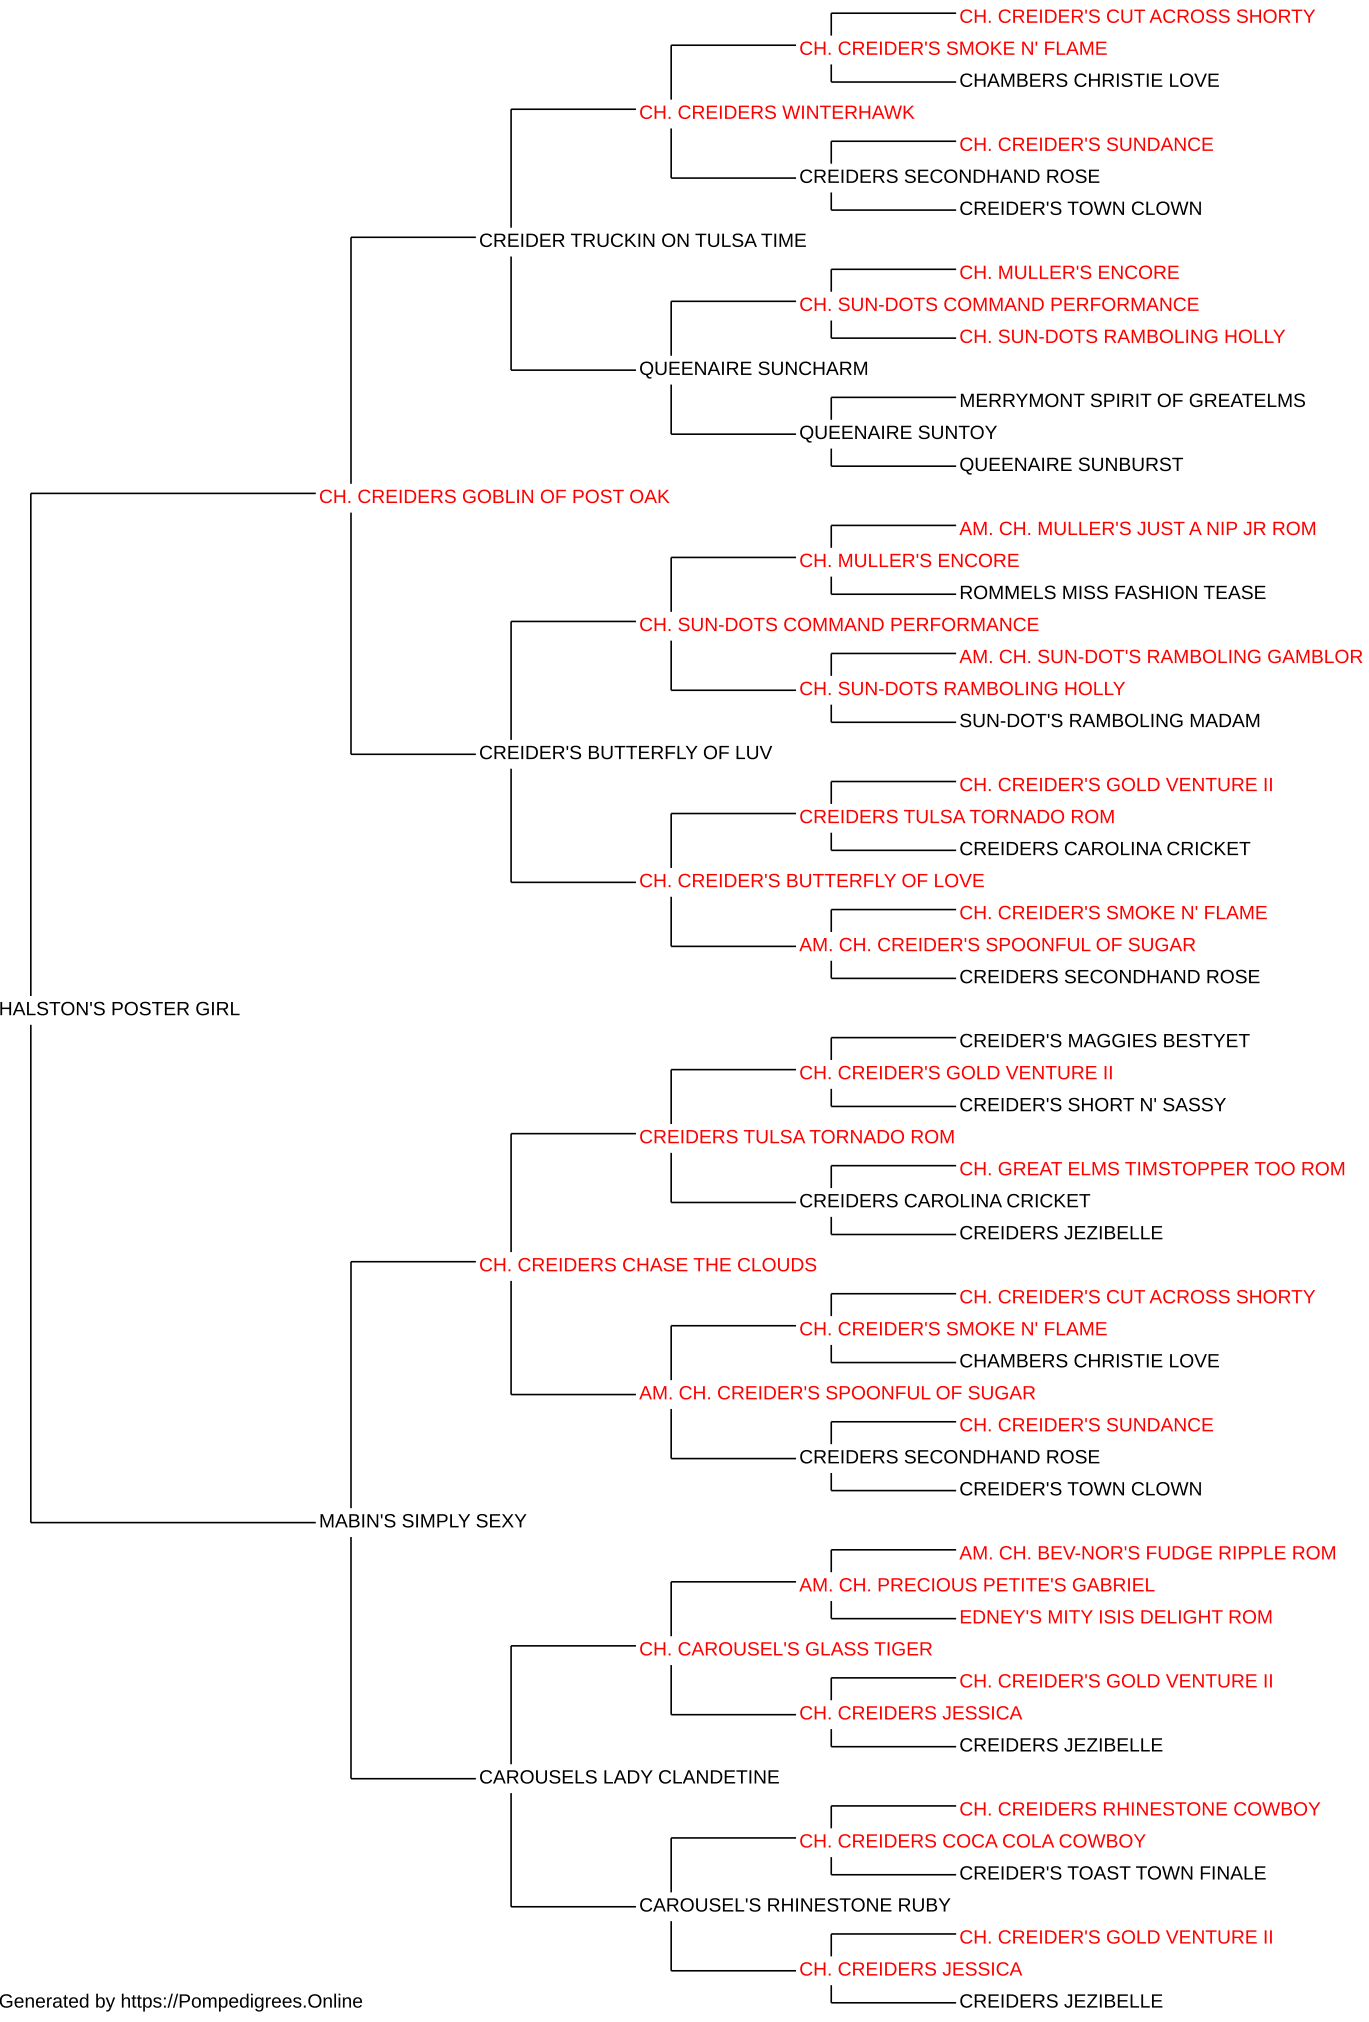 CH. CREIDER'S CUT ACROSS SHORTY
CH. CREIDER'S SMOKE N' FLAME
CHAMBERS CHRISTIE LOVE
CH. CREIDERS WINTERHAWK
CH. CREIDER'S SUNDANCE
CREIDERS SECONDHAND ROSE
CREIDER'S TOWN CLOWN
CREIDER TRUCKIN ON TULSA TIME
CH. MULLER'S ENCORE
CH. SUN-DOTS COMMAND PERFORMANCE
CH. SUN-DOTS RAMBOLING HOLLY
QUEENAIRE SUNCHARM
MERRYMONT SPIRIT OF GREATELMS
QUEENAIRE SUNTOY
QUEENAIRE SUNBURST
CH. CREIDERS GOBLIN OF POST OAK
AM. CH. MULLER'S JUST A NIP JR ROM
CH. MULLER'S ENCORE
ROMMELS MISS FASHION TEASE
CH. SUN-DOTS COMMAND PERFORMANCE
AM. CH. SUN-DOT'S RAMBOLING GAMBLOR
CH. SUN-DOTS RAMBOLING HOLLY
SUN-DOT'S RAMBOLING MADAM
CREIDER'S BUTTERFLY OF LUV
CH. CREIDER'S GOLD VENTURE II
CREIDERS TULSA TORNADO ROM
CREIDERS CAROLINA CRICKET
CH. CREIDER'S BUTTERFLY OF LOVE
CH. CREIDER'S SMOKE N' FLAME
AM. CH. CREIDER'S SPOONFUL OF SUGAR
CREIDERS SECONDHAND ROSE
HALSTON'S POSTER GIRL
CREIDER'S MAGGIES BESTYET
CH. CREIDER'S GOLD VENTURE II
CREIDER'S SHORT N' SASSY
CREIDERS TULSA TORNADO ROM
CH. GREAT ELMS TIMSTOPPER TOO ROM
CREIDERS CAROLINA CRICKET
CREIDERS JEZIBELLE
CH. CREIDERS CHASE THE CLOUDS
CH. CREIDER'S CUT ACROSS SHORTY
CH. CREIDER'S SMOKE N' FLAME
CHAMBERS CHRISTIE LOVE
AM. CH. CREIDER'S SPOONFUL OF SUGAR
CH. CREIDER'S SUNDANCE
CREIDERS SECONDHAND ROSE
CREIDER'S TOWN CLOWN
MABIN'S SIMPLY SEXY
AM. CH. BEV-NOR'S FUDGE RIPPLE ROM
AM. CH. PRECIOUS PETITE'S GABRIEL
EDNEY'S MITY ISIS DELIGHT ROM
CH. CAROUSEL'S GLASS TIGER
CH. CREIDER'S GOLD VENTURE II
CH. CREIDERS JESSICA
CREIDERS JEZIBELLE
CAROUSELS LADY CLANDETINE
CH. CREIDERS RHINESTONE COWBOY
CH. CREIDERS COCA COLA COWBOY
CREIDER'S TOAST TOWN FINALE
CAROUSEL'S RHINESTONE RUBY
CH. CREIDER'S GOLD VENTURE II
CH. CREIDERS JESSICA
CREIDERS JEZIBELLE
Generated by https://Pompedigrees.Online